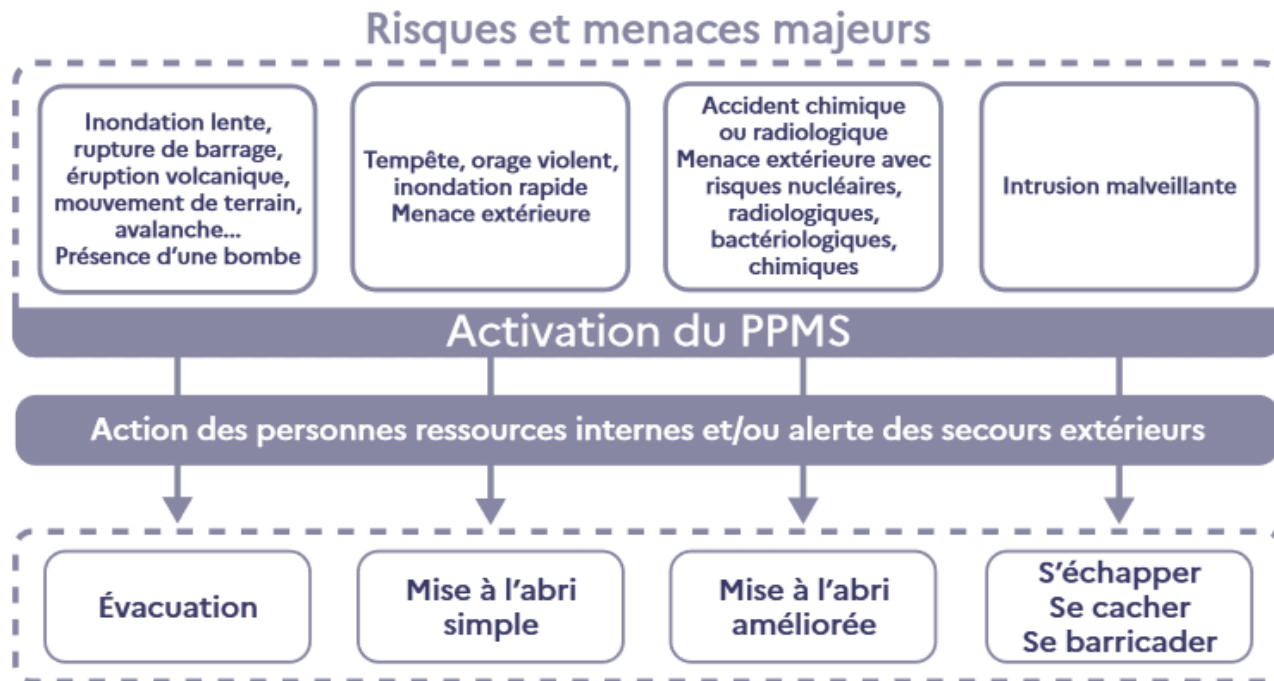 Risques et menaces majeurs
Inondation lente,
rupture de barrage,
éruption volcanique,
mouvement de terrain,
avalanche...
Présence d'une bombe
Tempête, orage violent,
inondation rapide
Menace extérieure
Accident chimique
ou radiologique
Menace extérieure avec
risques nucléaires,
radiologiques,
bactériologiques,
chimiques
Intrusion malveillante
Activation du PPMS
Action des personnes ressources internes et/ou alerte des secours extérieurs
Évacuation
Mise à l'abri
simple
Mise à l'abri
améliorée
S'échapper
Se cacher
Se barricader